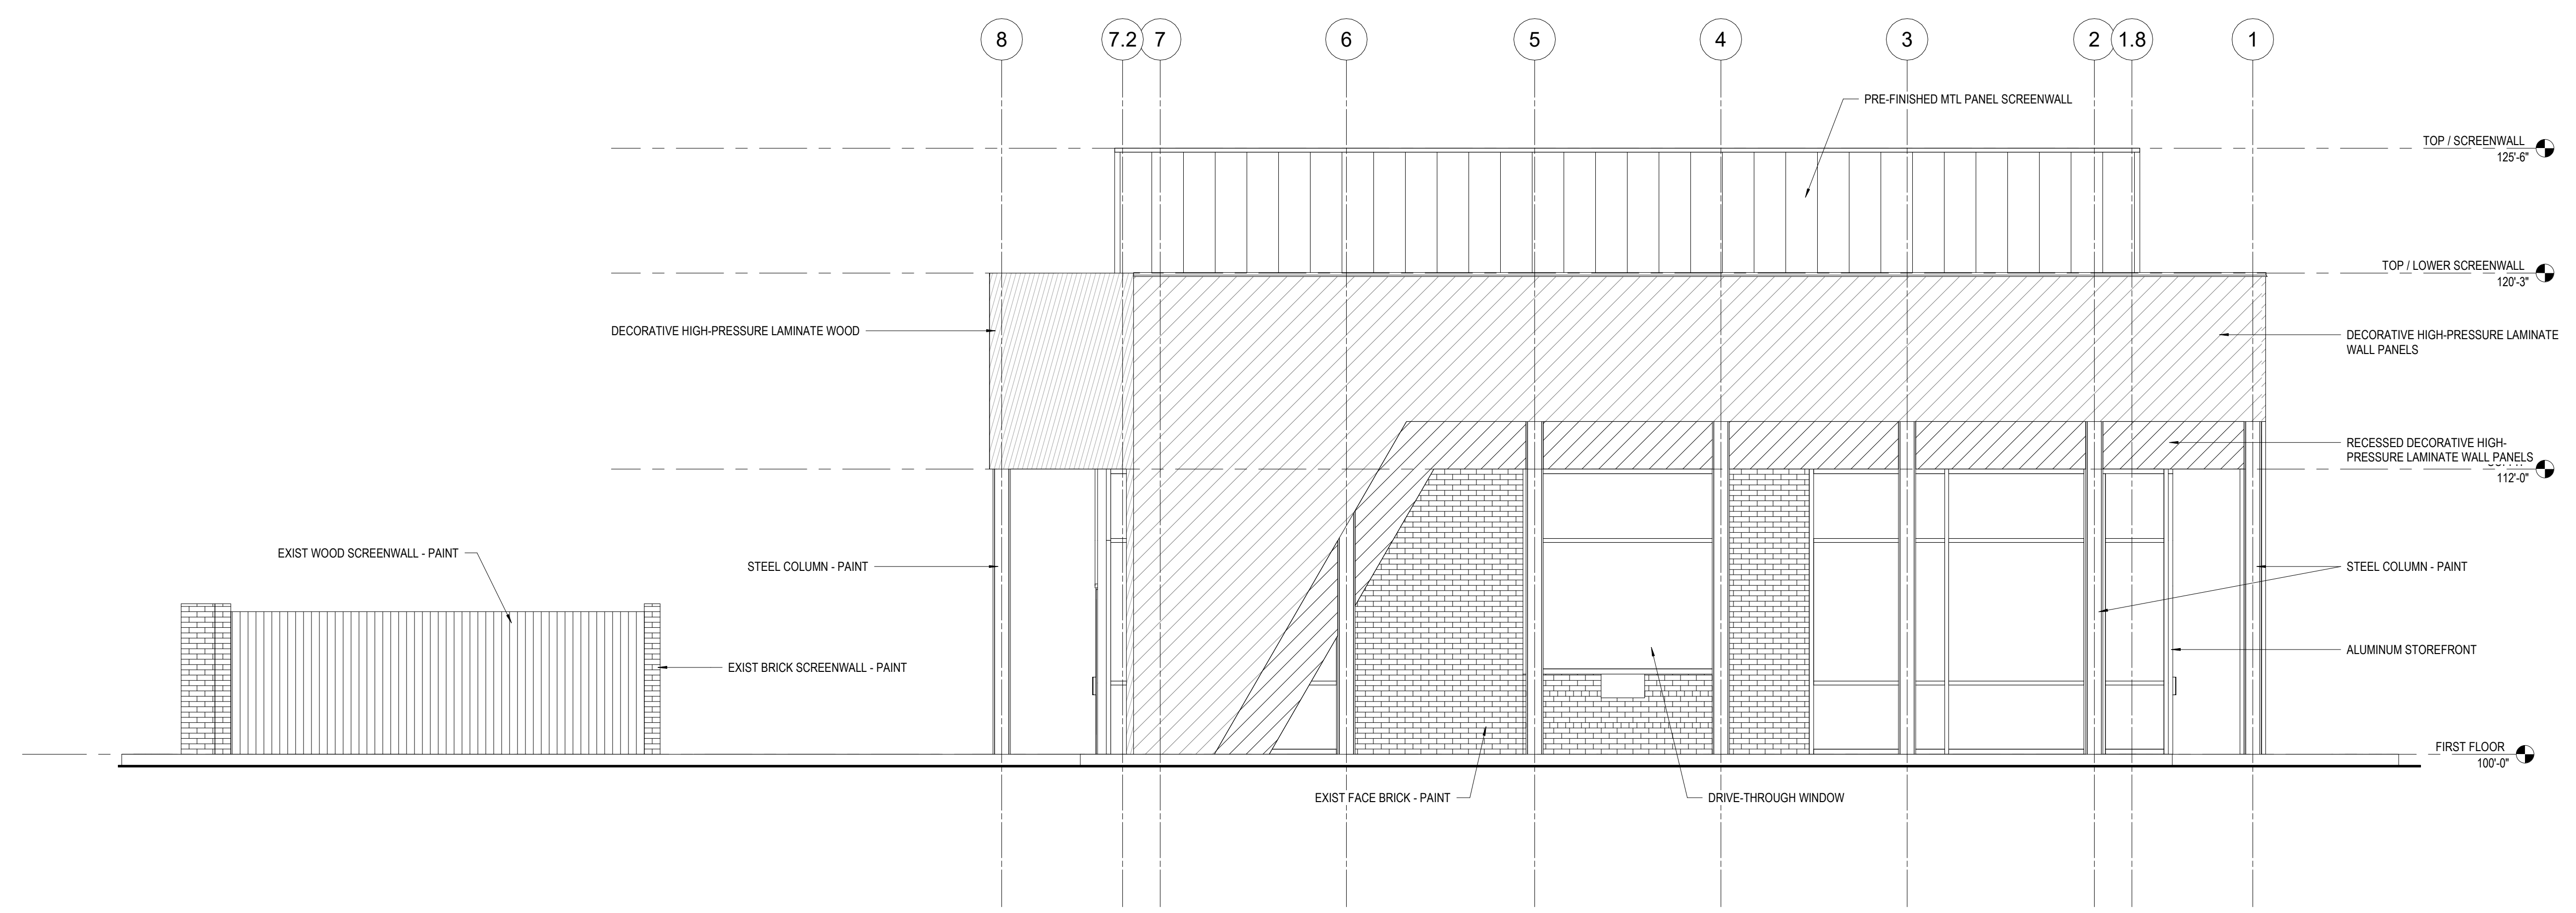 8
7.2
7
6
5
4
3
2
1.8
1
PRE-FINISHED MTL PANEL SCREENWALL
TOP / SCREENWALL
125'-6"
TOP / LOWER SCREENWALL
120'-3"
DECORATIVE HIGH-PRESSURE LAMINATE WOOD
DECORATIVE HIGH-PRESSURE LAMINATE
WALL PANELS
RECESSED DECORATIVE HIGH-
PRESSURE LAMINATE WALL PANELS
112'-0"
EXIST WOOD SCREENWALL - PAINT
STEEL COLUMN - PAINT
STEEL COLUMN - PAINT
EXIST BRICK SCREENWALL - PAINT
ALUMINUM STOREFRONT
FIRST FLOOR
100'-0"
EXIST FACE BRICK - PAINT
DRIVE-THROUGH WINDOW